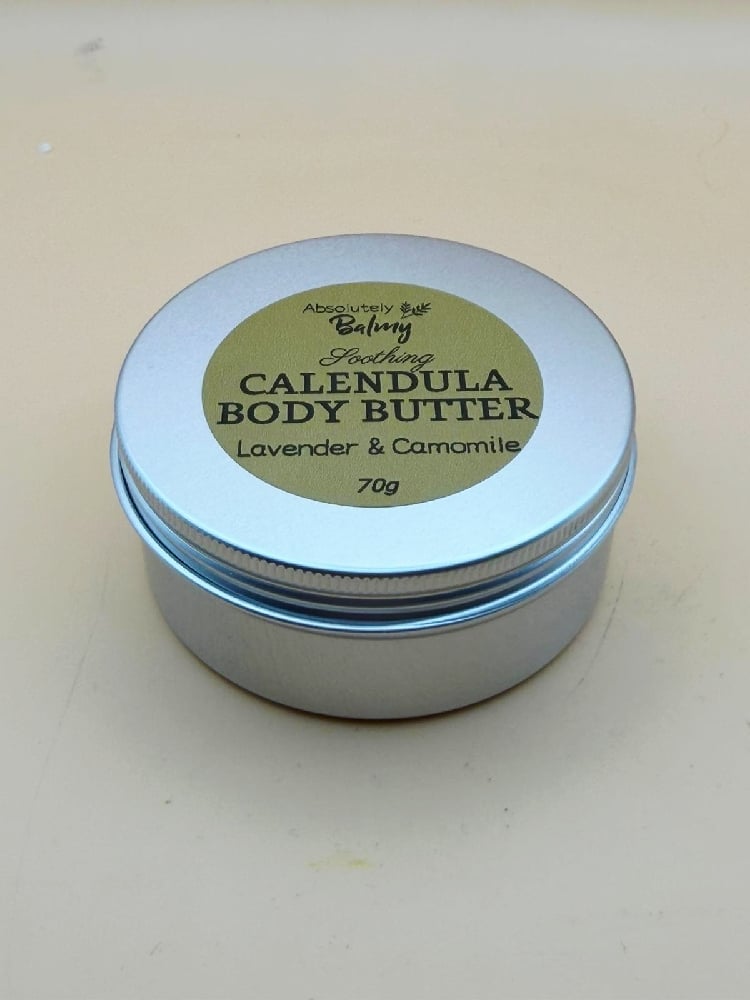 Absolutely
Balmy
Soothing
CALENDULA
BODY BUTTER
Lavender & Camomile
70g